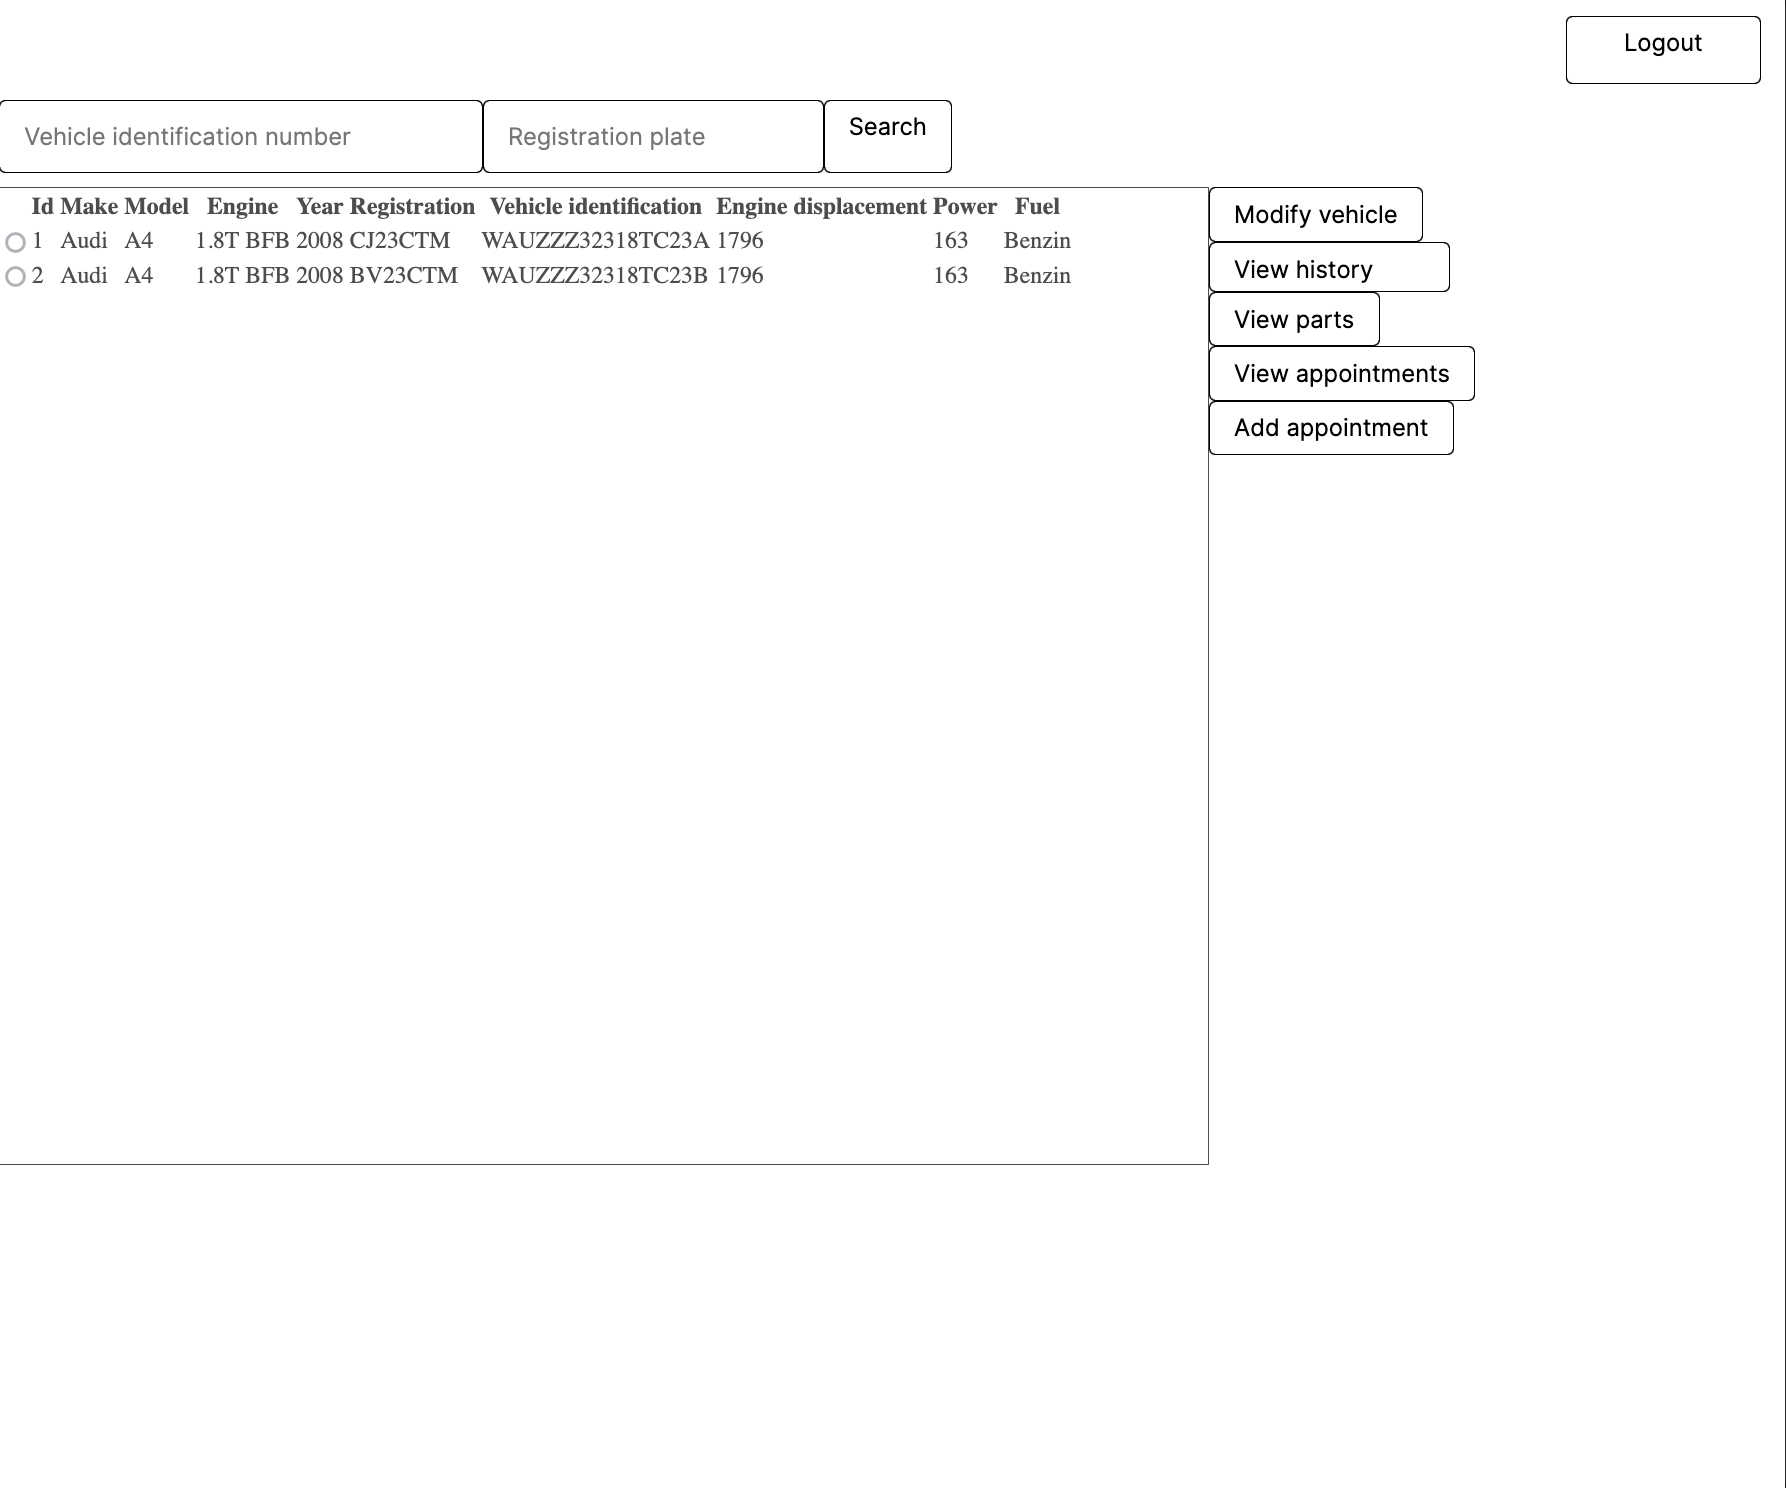 Logout
Vehicle identification number Registration plate Search
Id Make Model Engine Year Registration Vehicle identification Engine displacement Power Fuel
1 Audi A4 1.8T BFB 2008 CJ23CTM WAUZZZ32318TC23A 1796 163 Benzin
2 Audi A4 1.8T BFB 2008 BV23CTM WAUZZZ32318TC23B 1796 163 Benzin
Modify vehicle
View history
View parts
View appointments
Add appointment